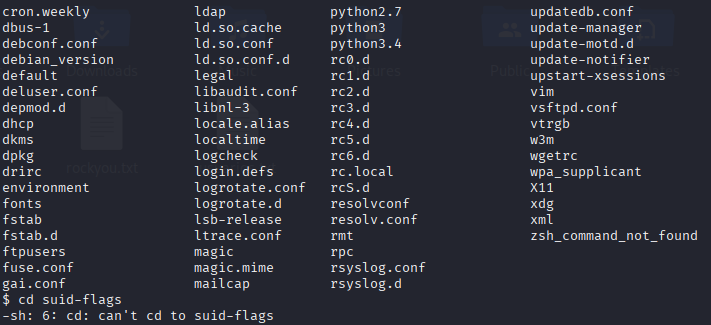 cron.weekly ldap python2.7 updatedb.conf
dbus-1 ld.so.cache python3 update-manager
debconf.conf ld.so.conf python3.4 update-motd.d
debian_version ld.so.conf.d rc0.d update-notifier
default legal rc1.d upstart-xsessions
deluser.conf libaudit.conf rc2.d vim
depmod.d libnl-3 rc3.d vsftpd.conf
dhcp locale.alias rc4.d vtrgb
dkms localtime rc5.d w3m
dpkg logcheck rc6.d wgetrc
drirc login.defs rc.local wpa_supplicant
environment logrotate.conf rcS.d X11
fonts logrotate.d resolvconf xdg
fstab lsb-release resolv.conf xml
fstab.d ltrace.conf rmt zsh_command_not_found
ftpusers magic rpc
fuse.conf magic.mime rsyslog.conf
gai.conf mailcap rsyslog.d
$ cd suid-flags
-sh: 6: cd: can't cd to suid-flags
Downloads
rockyou.txt